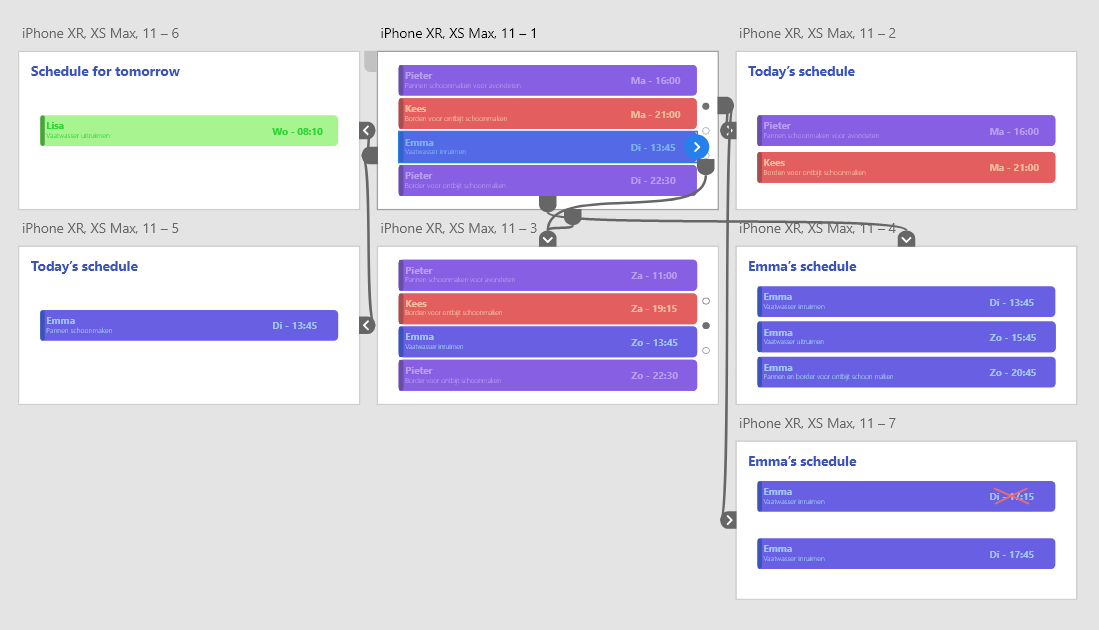 iPhone XR, XS Max, 11 – 6
Schedule for tomorrow
Lisa
Vaatwasser uitruimen
Wo - 08:10
iPhone XR, XS Max, 11 – 1
Pieter
Pannen schoonmaken voor avondeten
Ma - 16:00
Kees
Borden voor ontbijt schoonmaken
Ma - 21:00
Emma
Vaatwasser inruimen
Di - 13:45
Pieter
Border voor ontbijt schoonmaken
Di - 22:30
iPhone XR, XS Max, 11 – 2
Today's schedule
Pieter
Pannen schoonmaken voor avondeten
Ma - 16:00
Kees
Borden voor ontbijt schoonmaken
Ma - 21:00
iPhone XR, XS Max, 11 – 5
Today's schedule
Emma
Pannen schoonmaken
Di - 13:45
iPhone XR, XS Max, 11 – 3
Pieter
Pannen schoonmaken voor avondeten
Za - 11:00
Kees
Borden voor ontbijt schoonmaken
Za - 19:15
Emma
Vaatwasser inruimen
Zo - 13:45
Pieter
Border voor ontbijt schoonmaken
Zo - 22:30
iPhone XR, XS Max, 11 – 4
Emma's schedule
Emma
Vaatwasser inruimen
Di - 13:45
Emma
Vaatwasser uitruimen
Zo - 15:45
Emma
Pannen en border voor ontbijt schoon maken
Zo - 20:45
iPhone XR, XS Max, 11 – 7
Emma's schedule
Emma
Vaatwasser inruimen
Di - 17:15
Emma
Vaatwasser inruimen
Di - 17:45